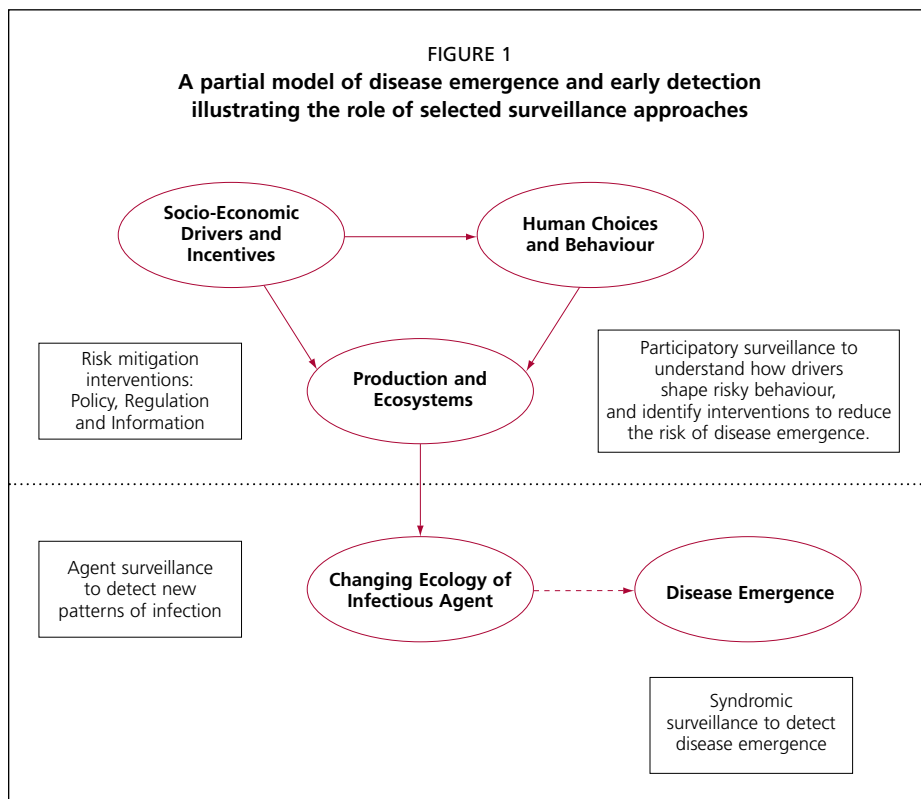 FIGURE 1
A partial model of disease emergence and early detection
illustrating the role of selected surveillance approaches
Socio-Economic
Drivers and
Incentives
Human Choices
and Behaviour
Risk mitigation
interventions:
Policy, Regulation
and Information
Production and
Ecosystems
Participatory surveillance to
understand how drivers
shape risky behaviour,
and identify interventions to reduce
the risk of disease emergence.
Agent surveillance
to detect new
patterns of infection
Changing Ecology of
Infectious Agent
Disease Emergence
Syndromic
surveillance to detect
disease emergence